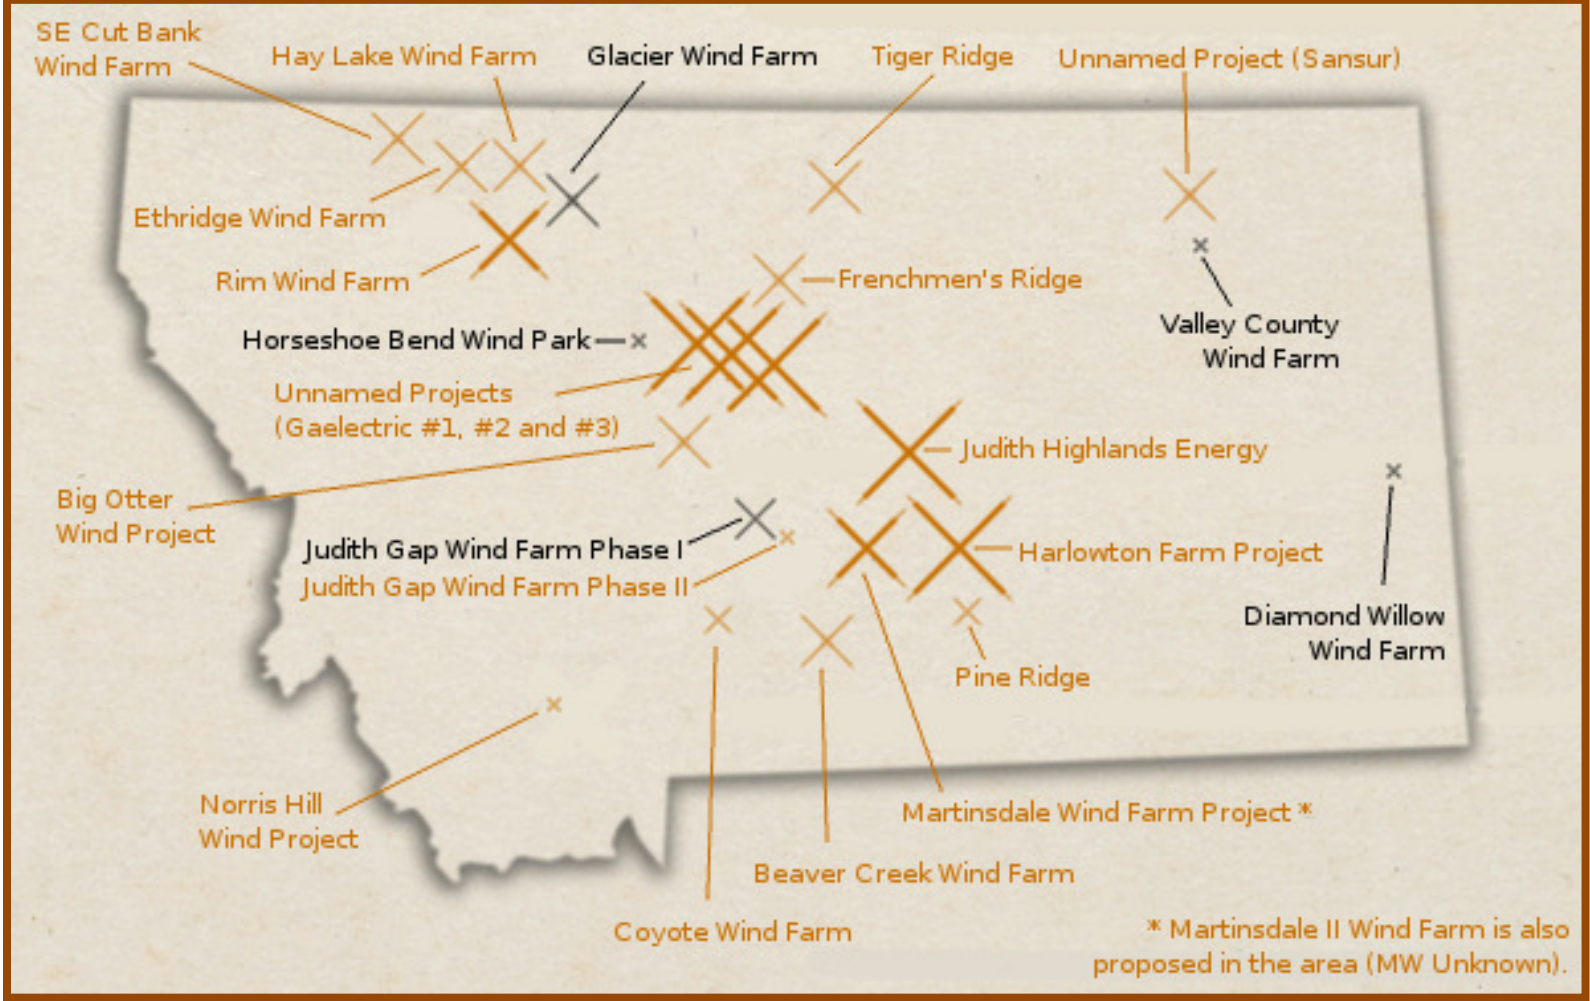 SE Cut Bank
Wind Farm
Hay Lake Wind Farm
Glacier Wind Farm
Tiger Ridge
Unnamed Project (Sansur)
Ethridge Wind Farm
Rim Wind Farm
Frenchmen's Ridge
Horseshoe Bend Wind Park
Valley County
Wind Farm
Unnamed Projects
(Gaelectric #1, #2 and #3)
Judith Highlands Energy
Big Otter
Wind Project
Judith Gap Wind Farm Phase I
Judith Gap Wind Farm Phase II
Harlowton Farm Project
Diamond Willow
Wind Farm
Pine Ridge
Norris Hill
Wind Project
Martinsdale Wind Farm Project *
Beaver Creek Wind Farm
Coyote Wind Farm
* Martinsdale II Wind Farm is also
proposed in the area (MW Unknown).